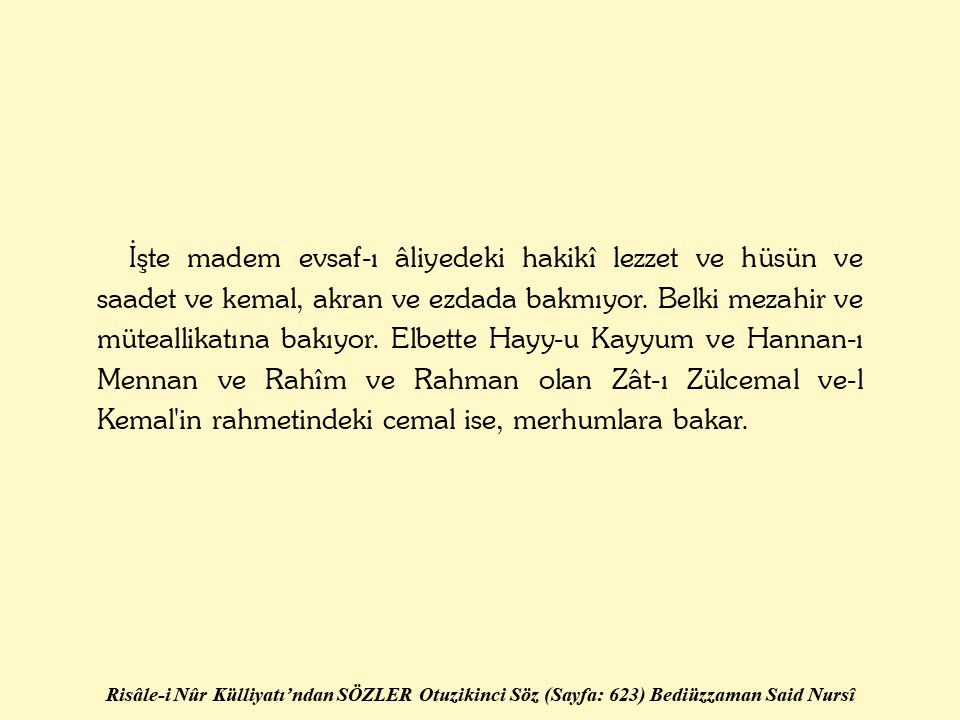 İşte madem evsaf-ı âliyedeki hakikî lezzet ve hüsün ve
saadet ve kemal, akran ve ezdada bakmıyor. Belki mezahir ve
müteallikatına bakıyor. Elbette Hayy-u Kayyum ve Hannan-ı
Mennan ve Rahîm ve Rahman olan Zât-ı Zülcemal ve-l
Kemal'in rahmetindeki cemal ise, merhumlara bakar.
Risâle-i Nûr Külliyatı’ndan SÖZLER Otuzikinci Söz (Sayfa: 623) Bediüzzaman Said Nursî